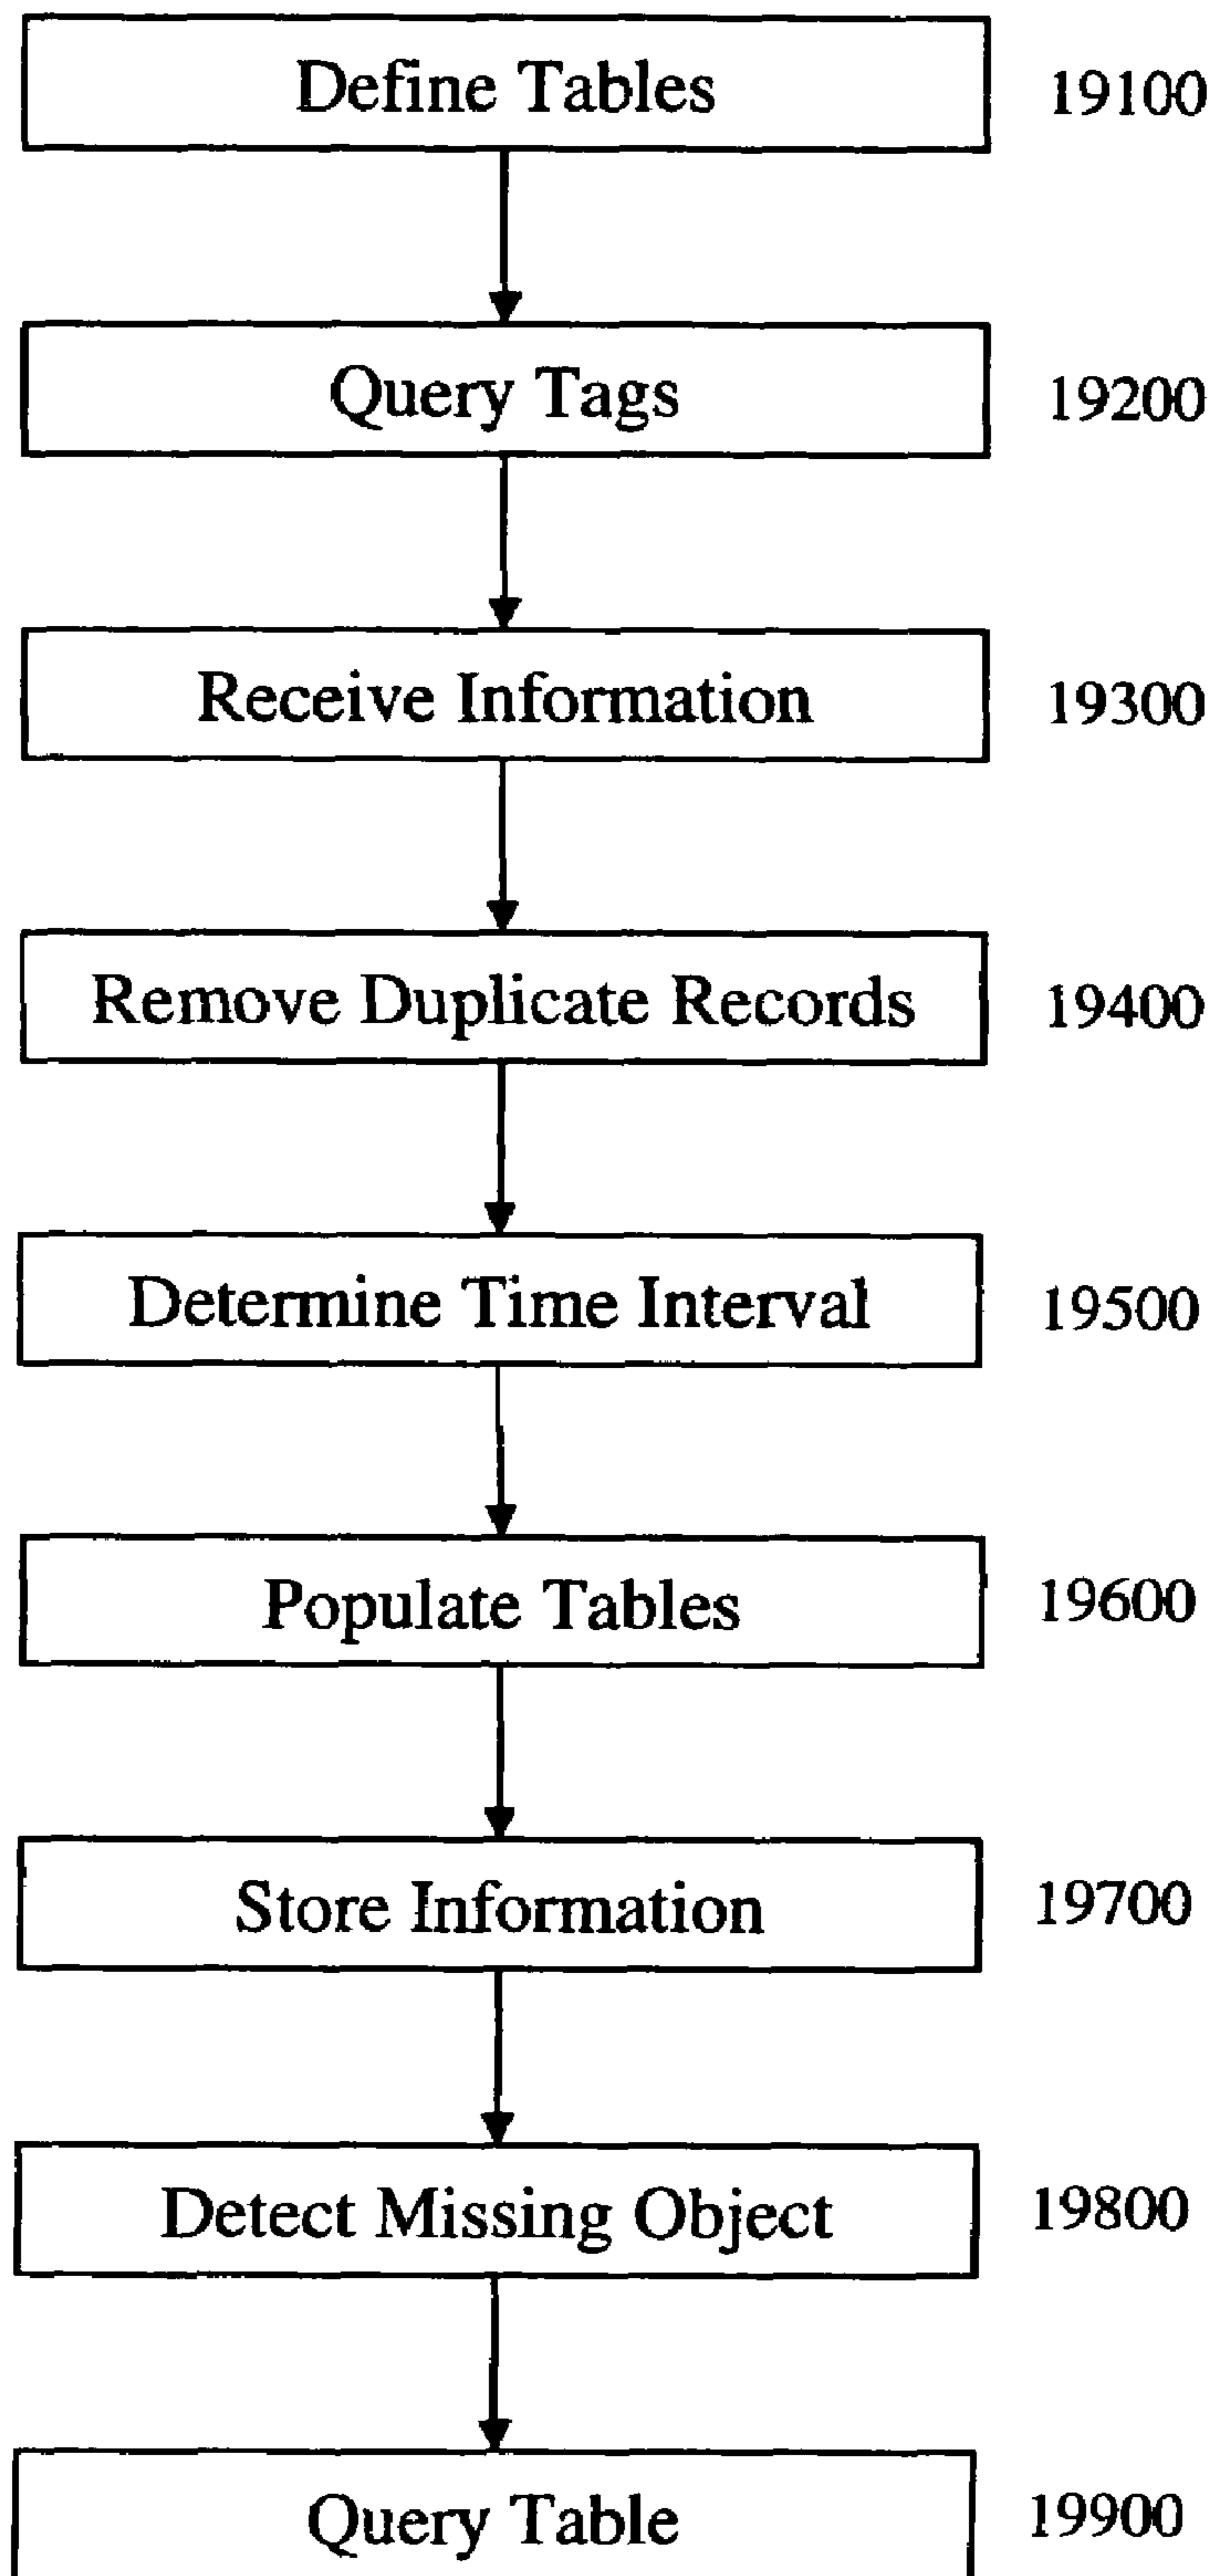 Define Tables 19100
Query Tags 19200
Receive Information 19300
Remove Duplicate Records 19400
Determine Time Interval 19500
Populate Tables 19600
Store Information 19700
Detect Missing Object 19800
Query Table 19900